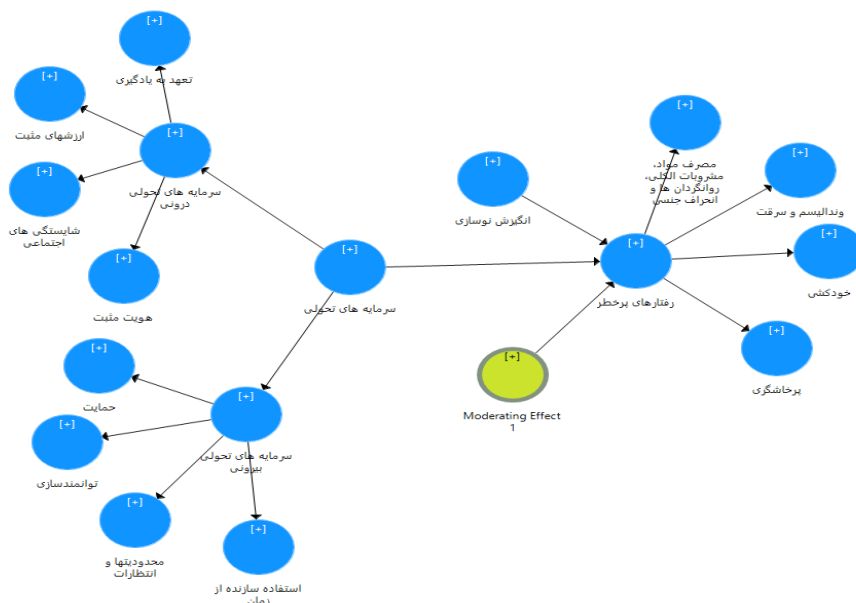 [+]
تعهد به یادگیری
[+]
ارزشهای مثبت
[+]
سرمایه های تحولی
درونی
[+]
شایستگی های
اجتماعی
[+]
هویت مثبت
[+]
سرمایه های تحولی
[+]
حمایت
[+]
توانمندسازی
[+]
سرمایه های تحولی
بیرونی
[+]
محدودیتها و
انتظارات
[+]
استفاده سازنده از
زمان
[+]
انگیزش نوسازی
[+]
Moderating Effect
1
[+]
رفتارهای پرخطر
[+]
مصرف مواد،
مشروبات الکلی،
روانگردان ها و
انحراف جنسی
[+]
وندالیسم و سرقت
[+]
خودکشی
[+]
پرخاشگری